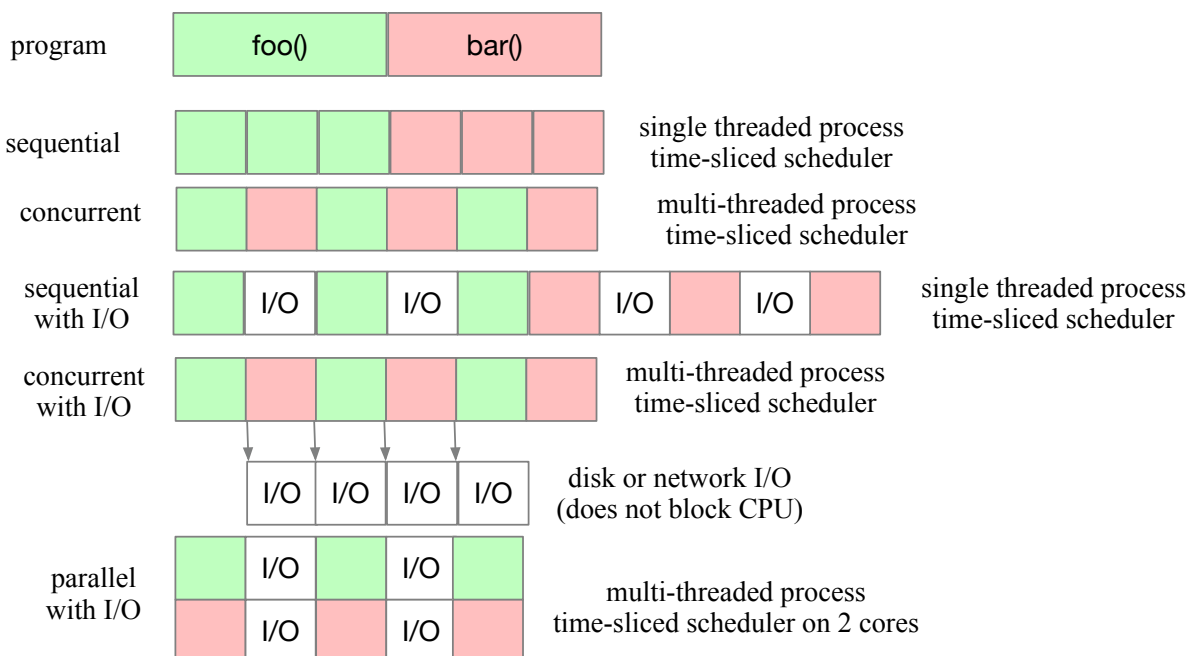 program
foo()
bar()
sequential
single threaded process
time-sliced scheduler
concurrent
multi-threaded process
time-sliced scheduler
sequential
with I/O
I/O
I/O
I/O
I/O
single threaded process
time-sliced scheduler
concurrent
with I/O
multi-threaded process
time-sliced scheduler
I/O
I/O
I/O
I/O
disk or network I/O
(does not block CPU)
parallel
with I/O
I/O
I/O
I/O
I/O
multi-threaded process
time-sliced scheduler on 2 cores